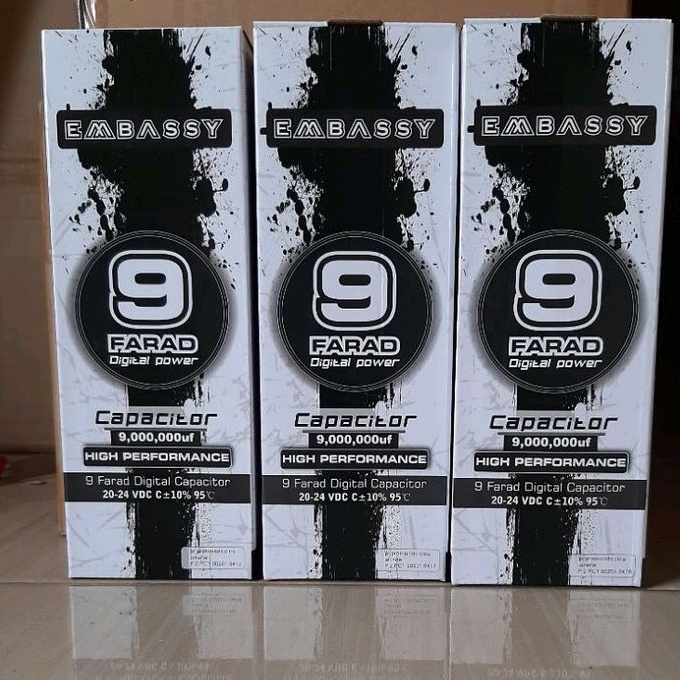 EMBASSY
9
FARAD
Digital power
Capacitor
9,000,000uf
HIGH PERFORMANCE
9 Farad Digital Capacitor
20-24 VDC C±10% 95℃
EMBASSY
9
FARAD
Digital power
Capacitor
9,000,000uf
HIGH PERFORMANCE
9 Farad Digital Capacitor
20-24 VDC C±10% 95℃
EMBASSY
9
FARAD
Digital power
Capacitor
9,000,000uf
HIGH PERFORMANCE
9 Farad Digital Capacitor
20-24 VDC C±10% 95℃